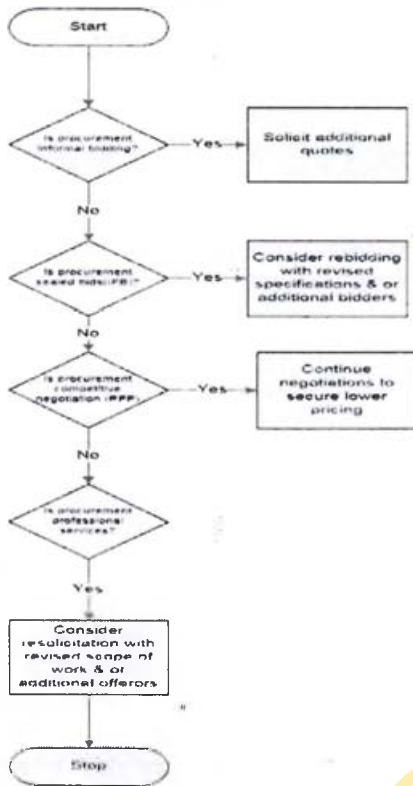 Start
Is procurement
informal bidding?
Yes
Solicit additional
quotes
No
Is procurement
sealed bids(IFB)?
Yes
Consider rebidding
with revised
specifications & or
additional bidders
No
Is procurement
competitive
negotiation (RFP)
Yes
Continue
negotiations to
secure lower
pricing
No
Is procurement
professional
services?
Yes
Consider
resolicitation with
revised scope of
work & or
additional offerors
Stop